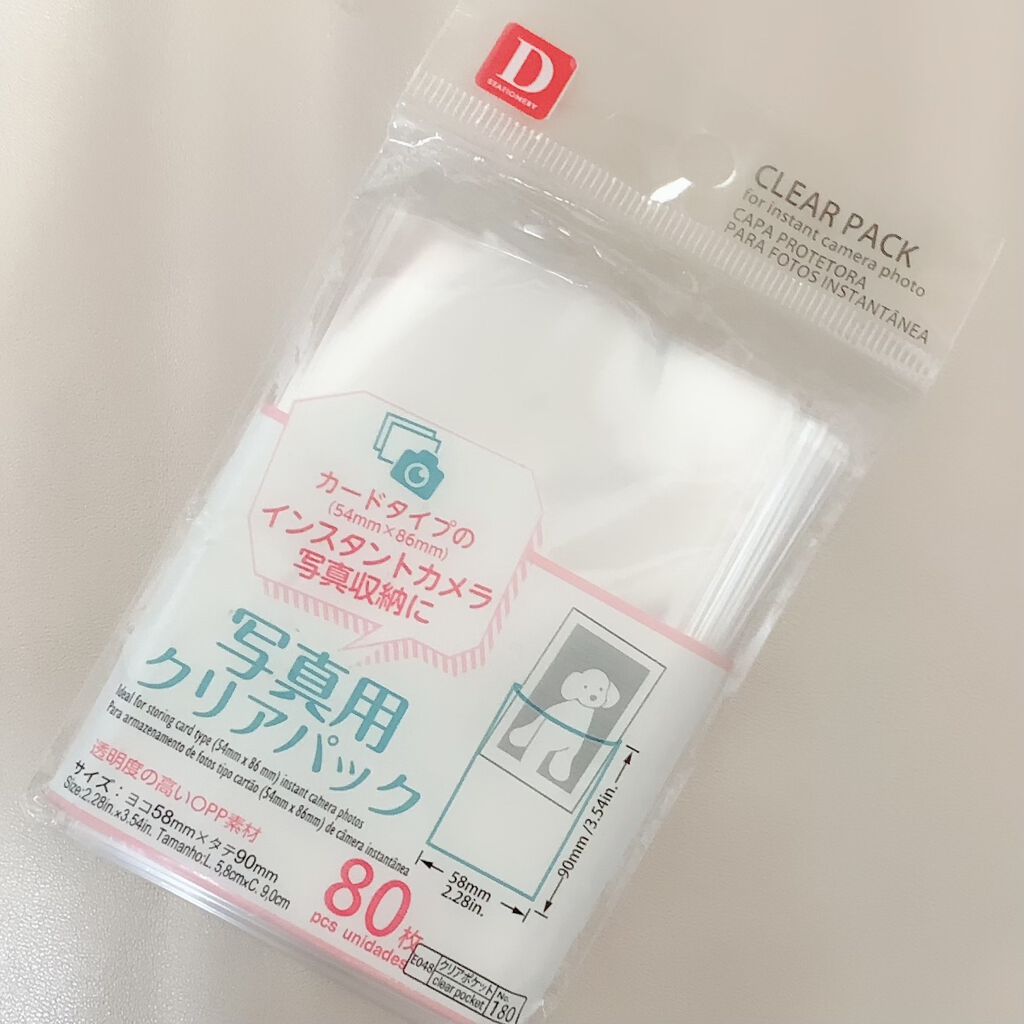 D
STATIONERY
CLEAR PACK
for instant camera photo
CAPA PROTETORA
PARA FOTOS INSTANTÂNEA
カードタイプの
(54mm×86mm)
インスタントカメラ
写真収納に
写真用
クリアパック
Ideal for storing card type (54mm x 86 mm) instant camera photos
Para armazenamento de fotos tipo cartão (54mm x 86mm) de câmera instantânea
透明度の高いOPP素材
サイズ：ヨコ58mm×タテ90mm
Size:2.28in.x3.54in. Tamanho:L. 5,8cmxC. 9,0cm
80枚
pcs unidades
58mm
2.28in.
90mm/3.54in.
E048
クリアポケット
clear pocket
No.
180